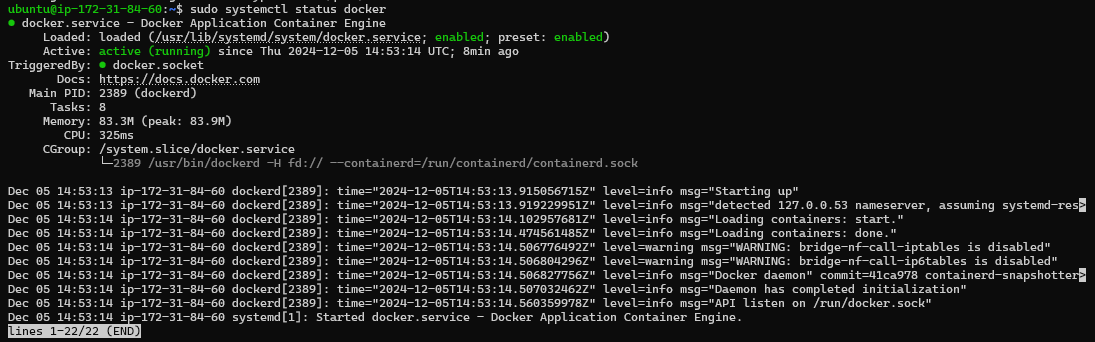 ubuntu@ip-172-31-84-60:~$ sudo systemctl status docker
● docker.service - Docker Application Container Engine
Loaded: loaded (/usr/lib/systemd/system/docker.service; enabled; preset: enabled)
Active: active (running) since Thu 2024-12-05 14:53:14 UTC; 8min ago
TriggeredBy: ● docker.socket
Docs: https://docs.docker.com
Main PID: 2389 (dockerd)
Tasks: 8
Memory: 83.3M (peak: 83.9M)
CPU: 325ms
CGroup: /system.slice/docker.service
└─2389 /usr/bin/dockerd -H fd:// --containerd=/run/containerd/containerd.sock
Dec 05 14:53:13 ip-172-31-84-60 dockerd[2389]: time="2024-12-05T14:53:13.915056715Z" level=info msg="Starting up"
Dec 05 14:53:13 ip-172-31-84-60 dockerd[2389]: time="2024-12-05T14:53:13.919229951Z" level=info msg="detected 127.0.0.53 nameserver, assuming systemd-res>
Dec 05 14:53:14 ip-172-31-84-60 dockerd[2389]: time="2024-12-05T14:53:14.102957681Z" level=info msg="Loading containers: start."
Dec 05 14:53:14 ip-172-31-84-60 dockerd[2389]: time="2024-12-05T14:53:14.474561485Z" level=info msg="Loading containers: done."
Dec 05 14:53:14 ip-172-31-84-60 dockerd[2389]: time="2024-12-05T14:53:14.506776492Z" level=warning msg="WARNING: bridge-nf-call-iptables is disabled"
Dec 05 14:53:14 ip-172-31-84-60 dockerd[2389]: time="2024-12-05T14:53:14.506804296Z" level=warning msg="WARNING: bridge-nf-call-ip6tables is disabled"
Dec 05 14:53:14 ip-172-31-84-60 dockerd[2389]: time="2024-12-05T14:53:14.506827756Z" level=info msg="Docker daemon" commit=41ca978 containerd-snapshotter>
Dec 05 14:53:14 ip-172-31-84-60 dockerd[2389]: time="2024-12-05T14:53:14.507032462Z" level=info msg="Daemon has completed initialization"
Dec 05 14:53:14 ip-172-31-84-60 dockerd[2389]: time="2024-12-05T14:53:14.560359978Z" level=info msg="API listen on /run/docker.sock"
Dec 05 14:53:14 ip-172-31-84-60 systemd[1]: Started docker.service - Docker Application Container Engine.
lines 1-22/22 (END)